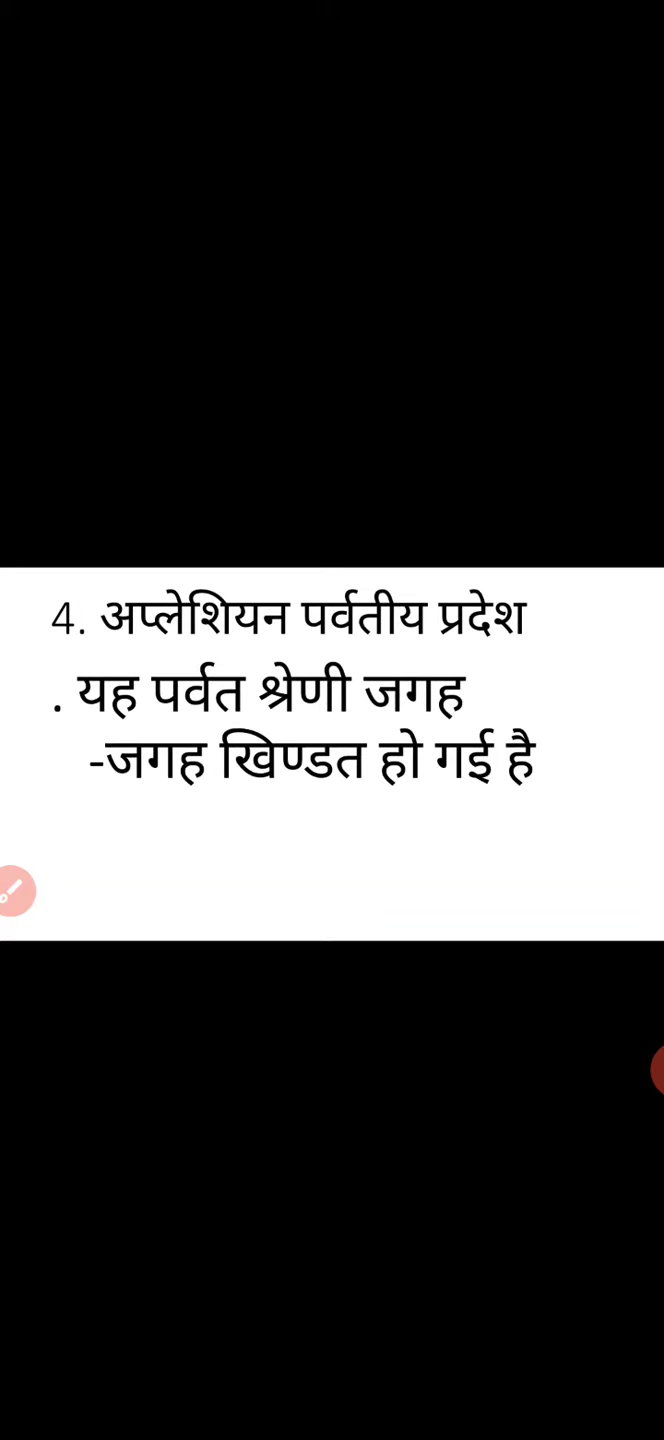 4. अप्लेशियन पर्वतीय प्रदेश
. यह पर्वत श्रेणी जगह
-जगह खिण्डत हो गई है